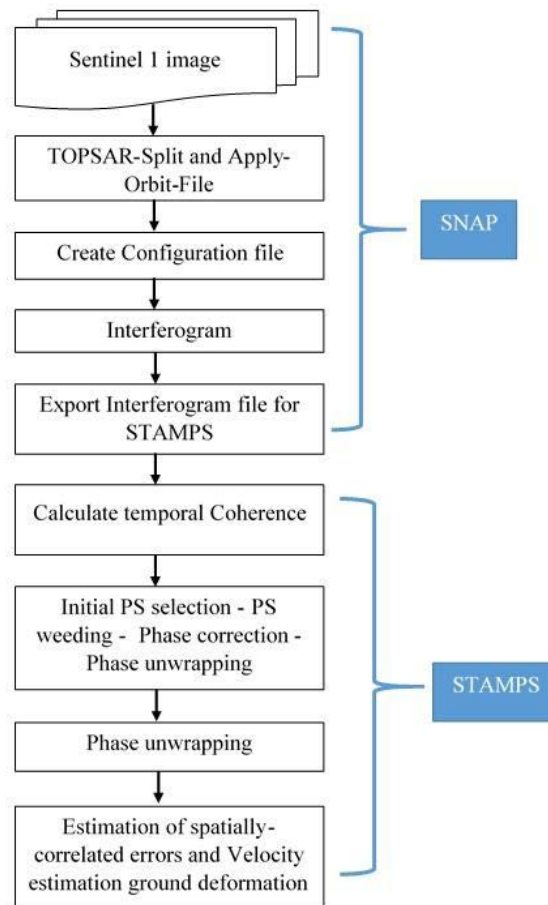 Sentinel 1 image
TOPSAR-Split and Apply-
Orbit-File
SNAP
Create Configuration file
Interferogram
Export Interferogram file for
STAMPS
Calculate temporal Coherence
Initial PS selection - PS
weeding - Phase correction -
Phase unwrapping
STAMPS
Phase unwrapping
Estimation of spatially-
correlated errors and Velocity
estimation ground deformation